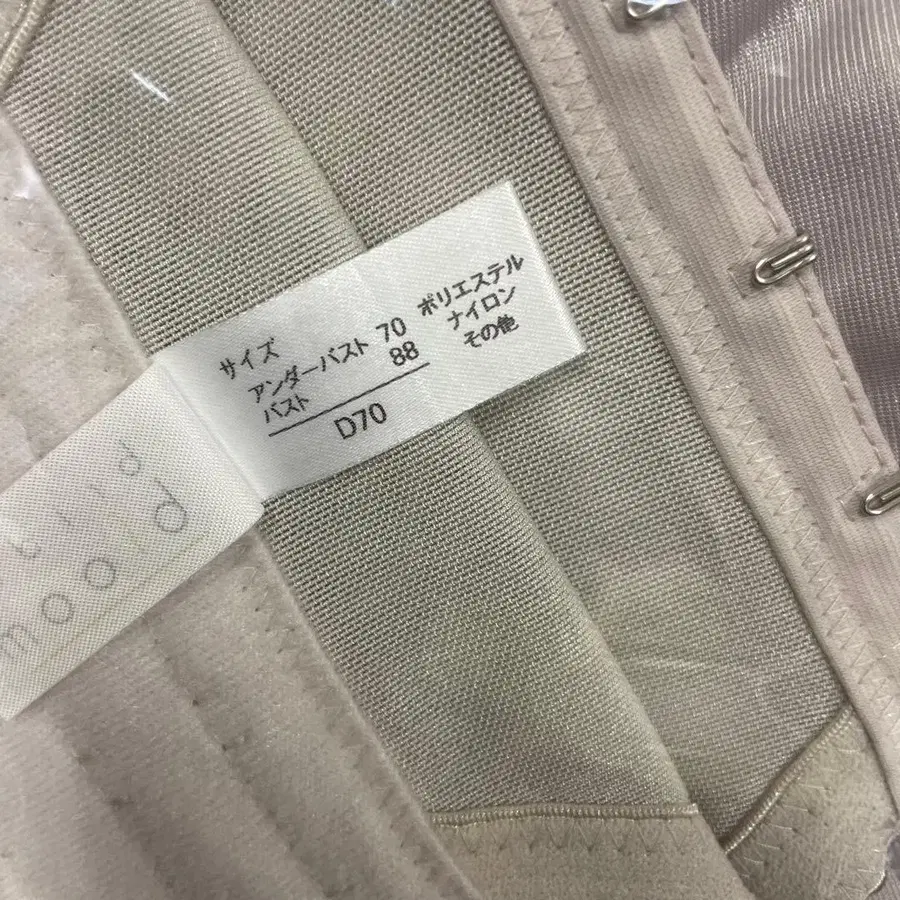 サイズ
アンダーバスト 70
バスト 88
D70
ポリエステル
ナイロン
その他
mood